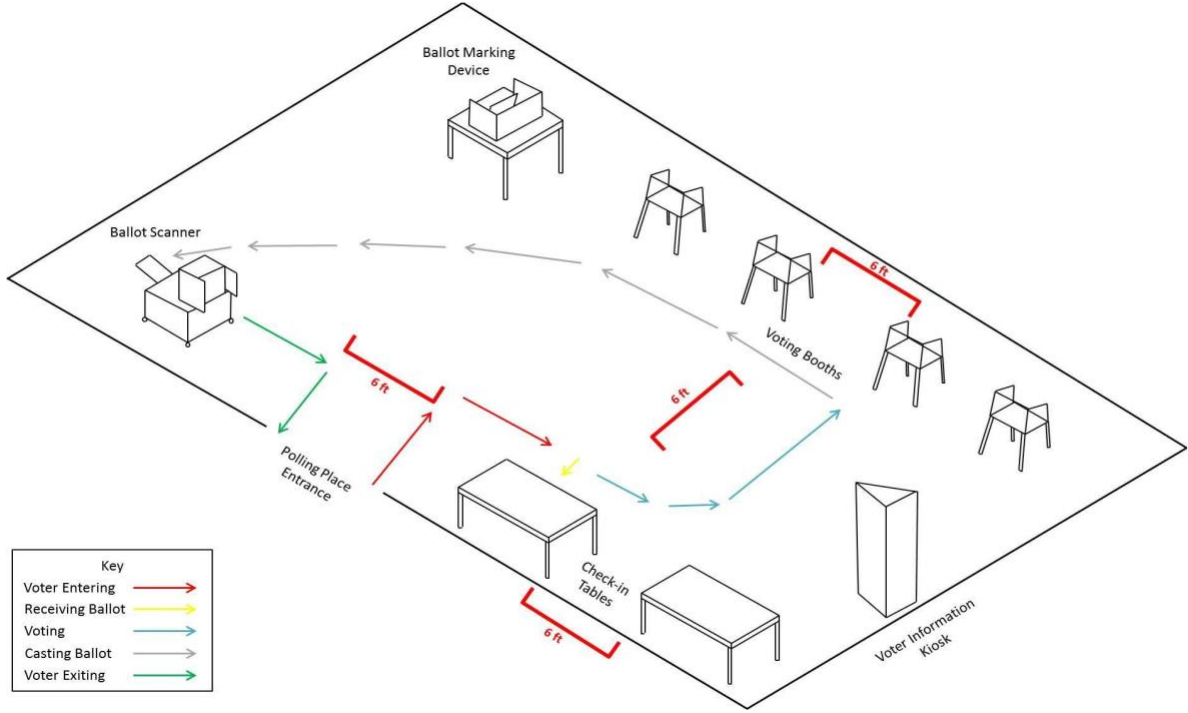 Ballot Marking
Device
Ballot Scanner
6 ft
Voting Booths
6 ft
6 ft
Polling Place
Entrance
Check-in
Tables
6 ft
Voter Information
Kiosk
Key
Voter Entering
Receiving Ballot
Voting
Casting Ballot
Voter Exiting